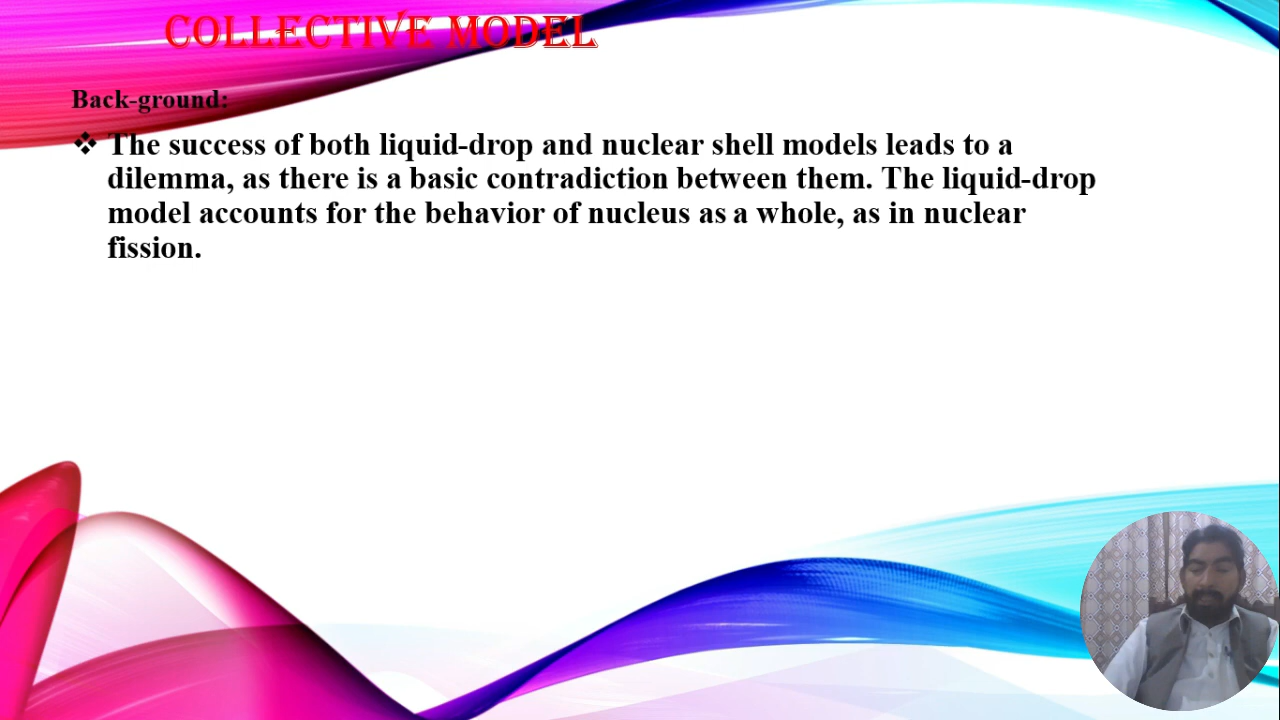 COLLECTIVE MODEL
Back-ground:
❖ The success of both liquid-drop and nuclear shell models leads to a
dilemma, as there is a basic contradiction between them. The liquid-drop
model accounts for the behavior of nucleus as a whole, as in nuclear
fission.